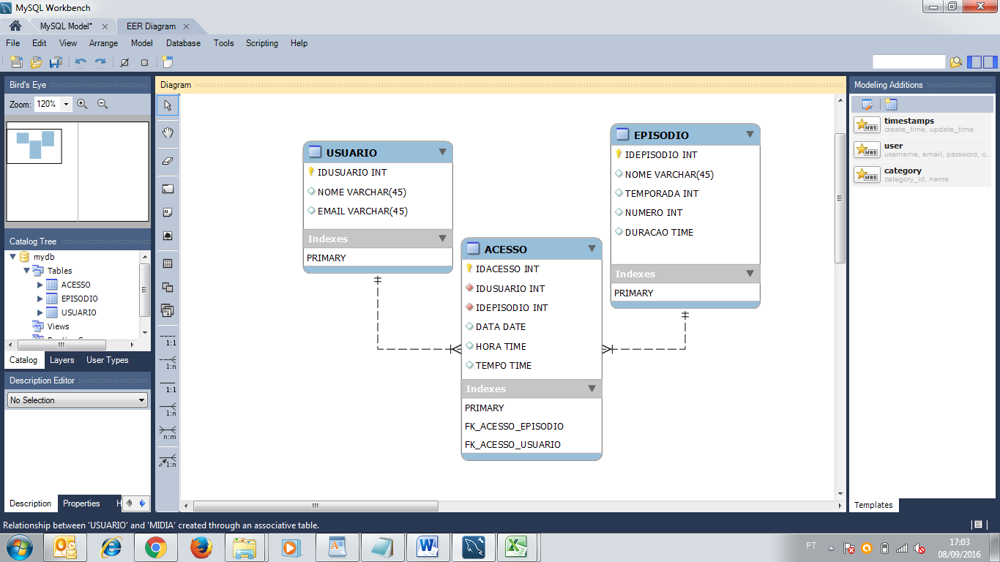 MySQL Workbench
MySQL Model*
EER Diagram
File Edit View Arrange Model Database Tools Scripting Help
Bird's Eye
Zoom: 120%
Catalog Tree
mydb
Tables
ACESSO
EPISODIO
USUARIO
Views
Catalog Layers User Types
Description Editor
No Selection
Description Properties H
Diagram
1:1
1:n
1:1
1:n
n:m
1:n
USUARIO
IDUSUARIO INT
NOME VARCHAR(45)
EMAIL VARCHAR(45)
Indexes
PRIMARY
ACESSO
IDACESSO INT
IDUSUARIO INT
IDEPISODIO INT
DATA DATE
HORA TIME
TEMPO TIME
Indexes
PRIMARY
FK_ACESSO_EPISODIO
FK_ACESSO_USUARIO
EPISODIO
IDEPISODIO INT
NOME VARCHAR(45)
TEMPORADA INT
NUMERO INT
DURACAO TIME
Indexes
PRIMARY
Modeling Additions
MWB
timestamps
create_time, update_time
MWB
user
username, email, password, c...
MWB
category
category_id, name
Templates
Relationship between 'USUARIO' and 'MIDIA' created through an associative table.
PT
17:03
08/09/2016